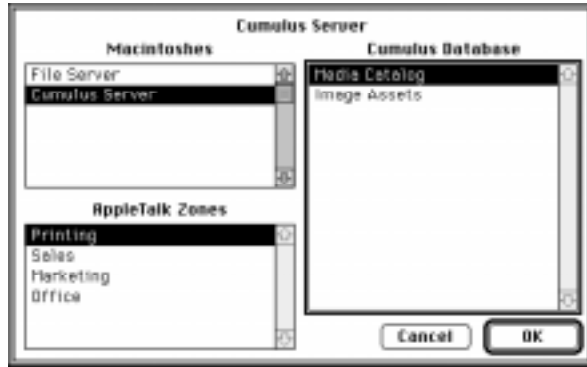 Cumulus Server
Macintoshes
File Server
Cumulus Server
AppleTalk Zones
Printing
Sales
Marketing
Office
Cumulus Database
Media Catalog
Image Assets
Cancel
OK